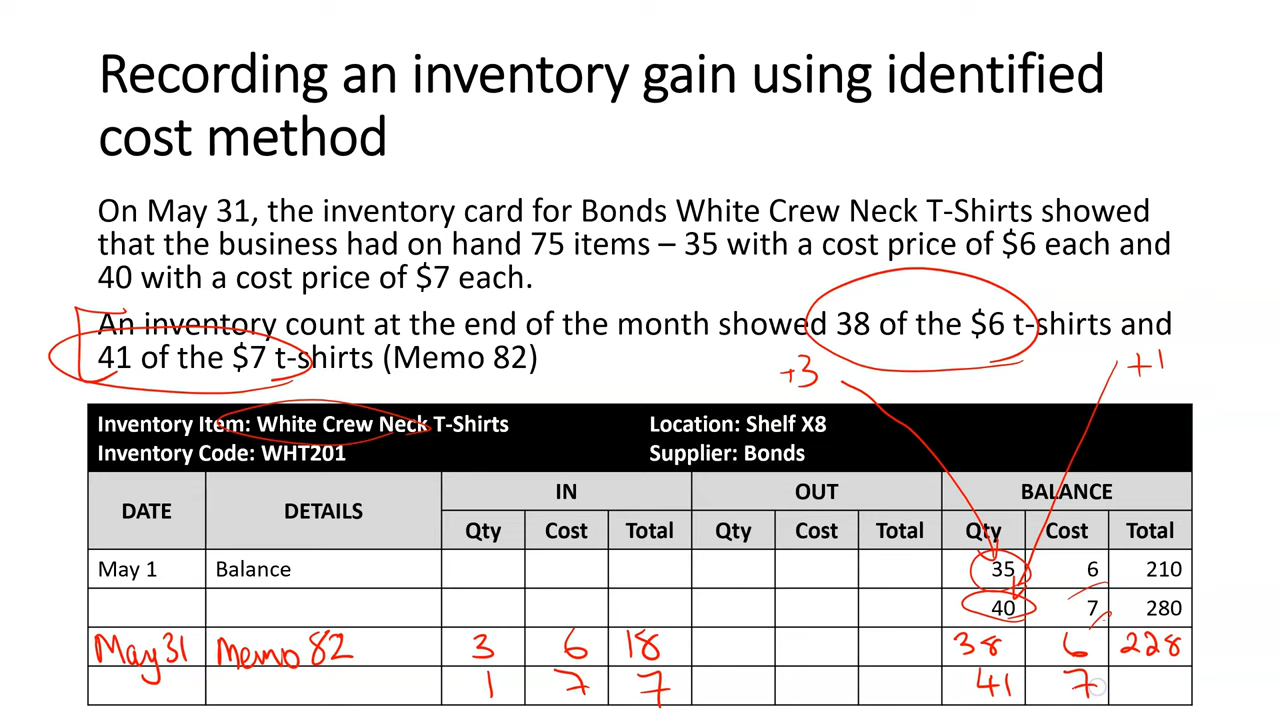 Recording an inventory gain using identified
cost method
On May 31, the inventory card for Bonds White Crew Neck T-Shirts showed
that the business had on hand 75 items – 35 with a cost price of $6 each and
40 with a cost price of $7 each.
An inventory count at the end of the month showed 38 of the $6 t-shirts and
41 of the $7 t-shirts (Memo 82)
+3 +1
Inventory Item: White Crew Neck T-Shirts Location: Shelf X8
Inventory Code: WHT201 Supplier: Bonds
DATE DETAILS IN OUT BALANCE
Qty Cost Total Qty Cost Total Qty Cost Total
May 1 Balance 35 6 210
40 7 280
May 31 Memo 82 3 6 18 38 6 228
1 7 7 41 7